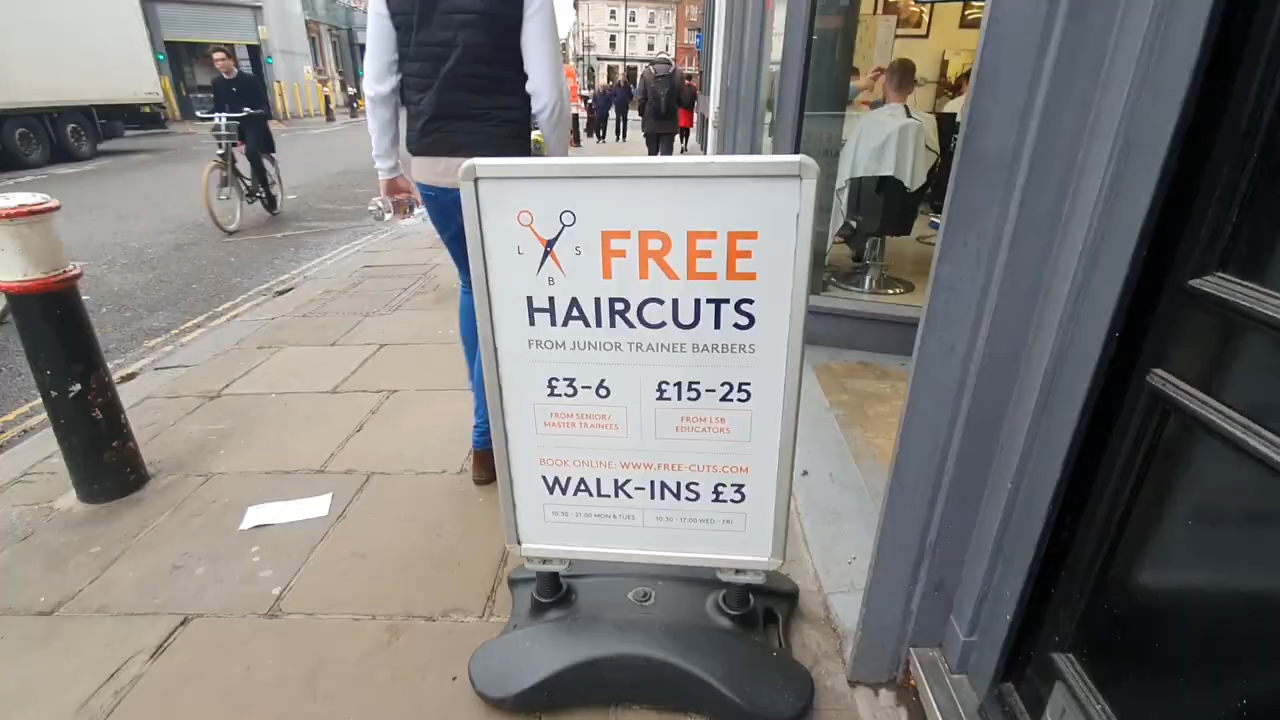 L S
B
FREE
HAIRCUTS
FROM JUNIOR TRAINEE BARBERS
£3-6
FROM SENIOR/
MASTER TRAINEES
£15-25
FROM LSB
EDUCATORS
BOOK ONLINE: WWW.FREE-CUTS.COM
WALK-INS £3
10:30 - 21:00 MON & TUES
10:30 - 17:00 WED - FRI